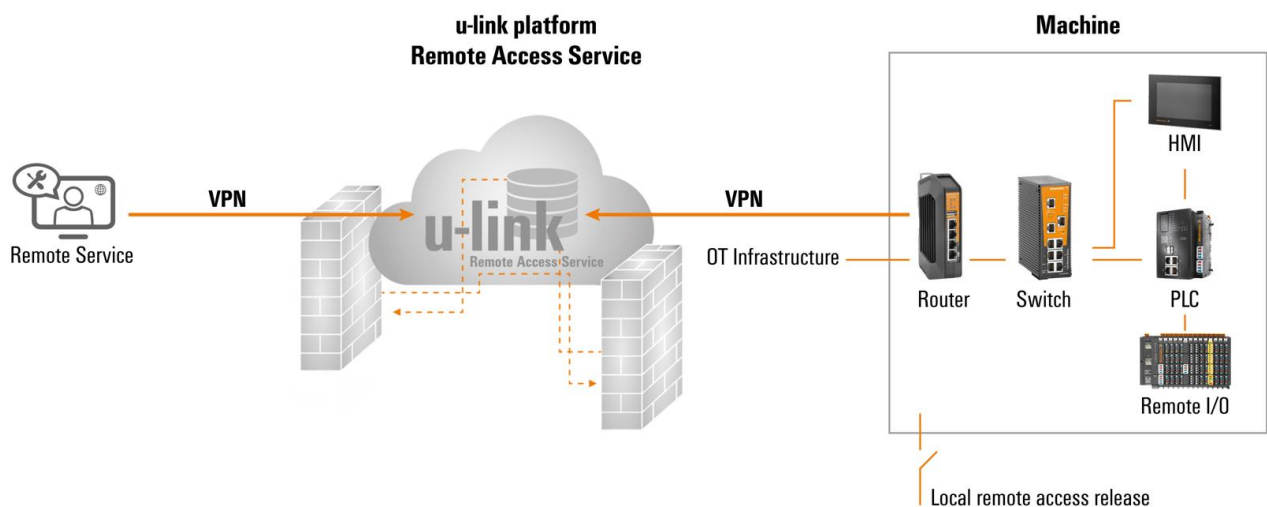 u-link platform
Remote Access Service
Machine
HMI
VPN
VPN
u-link
Remote Access Service
Remote Service
OT Infrastructure
Router
Switch
PLC
Remote I/O
Local remote access release